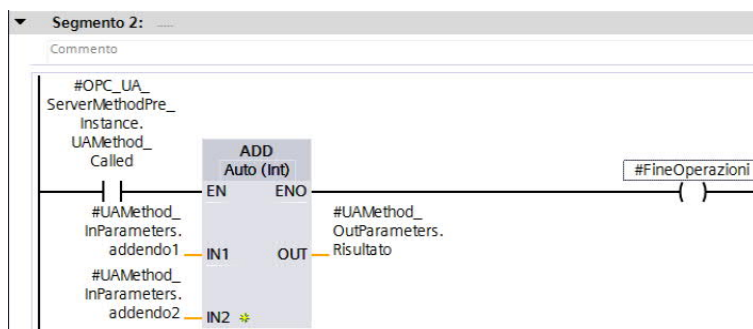 Segmento 2: .....
Commento
#OPC_UA_
ServerMethodPre_
Instance.
UAMethod_
Called
ADD
Auto (Int)
#FineOperazioni
EN
ENO
#UAMethod_
InParameters.
addendo1
IN1
OUT
#UAMethod_
OutParameters.
Risultato
#UAMethod_
InParameters.
addendo2
IN2